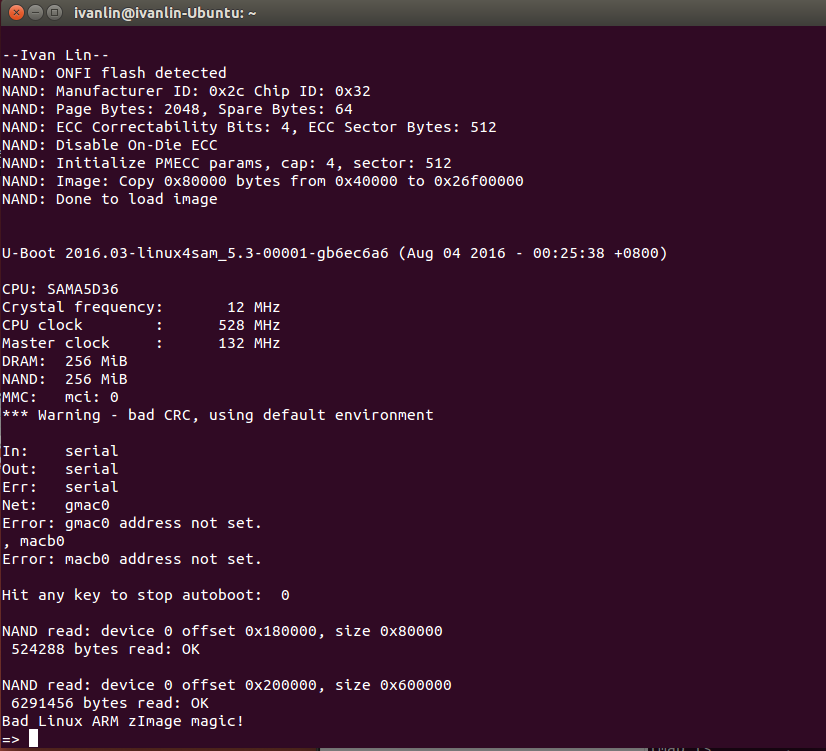 ivanlin@ivanlin-Ubuntu: ~
--Ivan Lin--
NAND: ONFI flash detected
NAND: Manufacturer ID: 0x2c Chip ID: 0x32
NAND: Page Bytes: 2048, Spare Bytes: 64
NAND: ECC Correctability Bits: 4, ECC Sector Bytes: 512
NAND: Disable On-Die ECC
NAND: Initialize PMECC params, cap: 4, sector: 512
NAND: Image: Copy 0x80000 bytes from 0x40000 to 0x26f00000
NAND: Done to load image
U-Boot 2016.03-linux4sam_5.3-00001-gb6ec6a6 (Aug 04 2016 - 00:25:38 +0800)
CPU: SAMA5D36
Crystal frequency:       12 MHz
CPU clock        :      528 MHz
Master clock     :      132 MHz
DRAM:  256 MiB
NAND:  256 MiB
MMC:   mci: 0
*** Warning - bad CRC, using default environment
In:    serial
Out:   serial
Err:   serial
Net:   gmac0
Error: gmac0 address not set.
, macb0
Error: macb0 address not set.
Hit any key to stop autoboot:  0
NAND read: device 0 offset 0x180000, size 0x80000
 524288 bytes read: OK
NAND read: device 0 offset 0x200000, size 0x600000
 6291456 bytes read: OK
Bad Linux ARM zImage magic!
=>